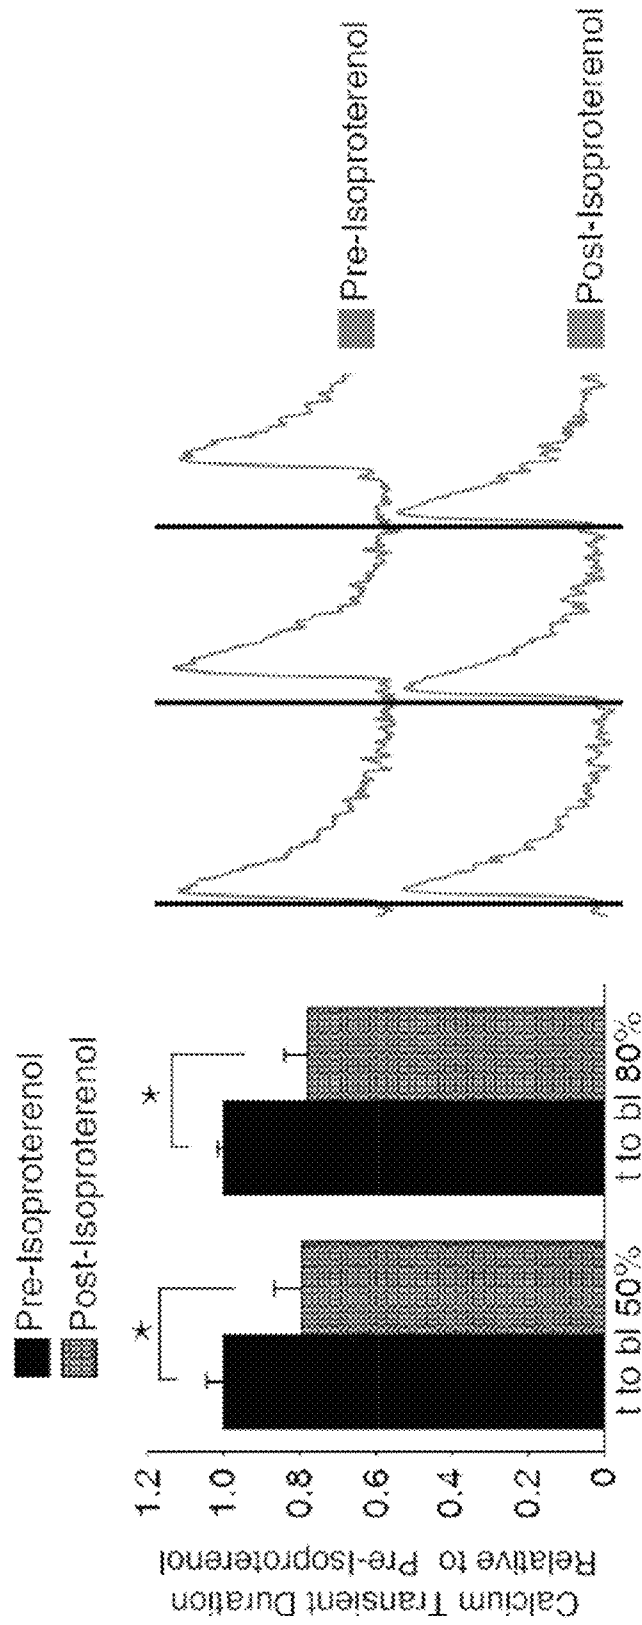 Pre-Isoproterenol
Post-Isoproterenol
Calcium Transient Duration
Relative to Pre-Isoproterenol
1.2
1.0
0.8
0.6
0.4
0.2
0
*
*
t to bl 50%
t to bl 80%
Pre-Isoproterenol
Post-Isoproterenol